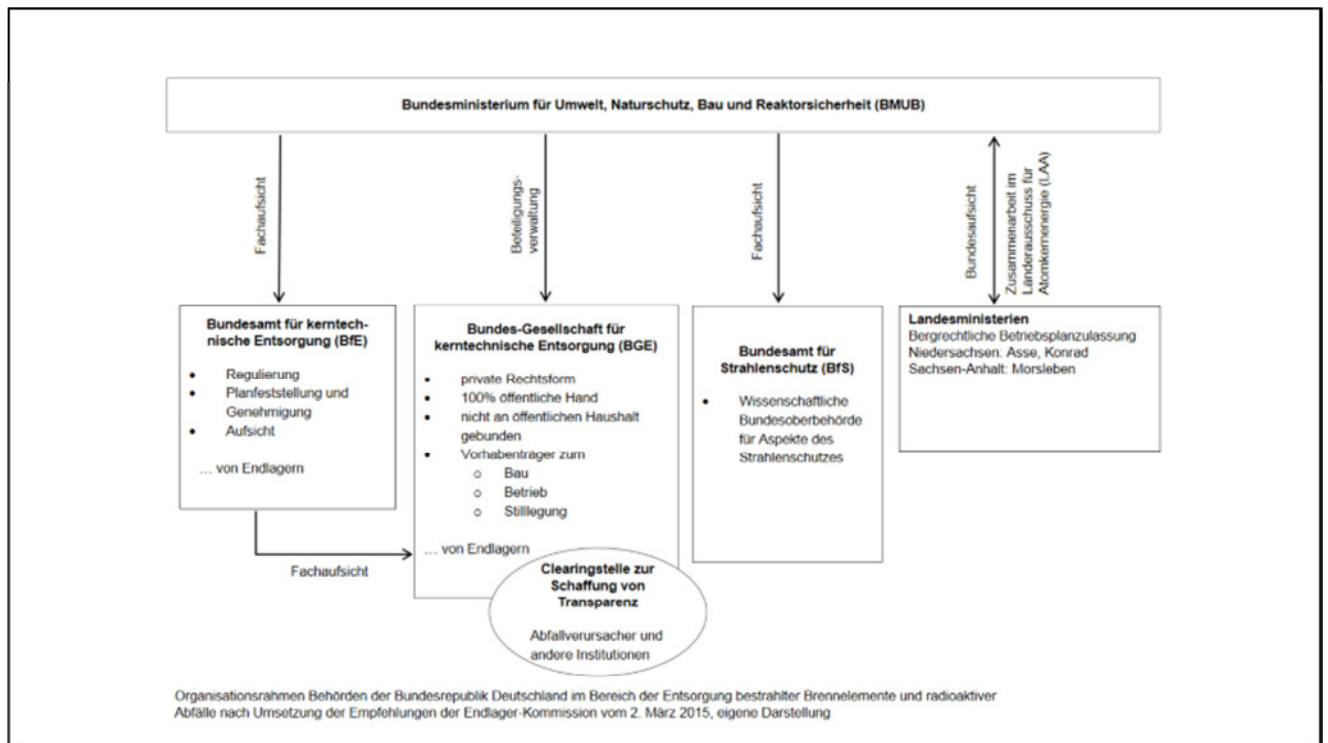 Bundesministerium für Umwelt, Naturschutz, Bau und Reaktorsicherheit (BMUB)
Fachaufsicht
Beteiligungs-
verwaltung
Fachaufsicht
Bundesaufsicht
Zusammenarbeit im
Länderausschuss für
Atomkernenergie (LAA)
Bundesamt für kerntech-
nische Entsorgung (BfE)
• Regulierung
• Planfeststellung und
Genehmigung
• Aufsicht
… von Endlagern
Fachaufsicht
Bundes-Gesellschaft für
kerntechnische Entsorgung (BGE)
• private Rechtsform
• 100% öffentliche Hand
• nicht an öffentlichen Haushalt
gebunden
• Vorhabenträger zum
o Bau
o Betrieb
o Stilllegung
… von Endlagern
Clearingstelle zur
Schaffung von
Transparenz
Abfallverursacher und
andere Institutionen
Bundesamt für
Strahlenschutz (BfS)
• Wissenschaftliche
Bundesoberbehörde
für Aspekte des
Strahlenschutzes
Landesministerien
Bergrechtliche Betriebsplanzulassung
Niedersachsen: Asse, Konrad
Sachsen-Anhalt: Morsleben
Organisationsrahmen Behörden der Bundesrepublik Deutschland im Bereich der Entsorgung bestrahlter Brennelemente und radioaktiver
Abfälle nach Umsetzung der Empfehlungen der Endlager-Kommission vom 2. März 2015, eigene Darstellung